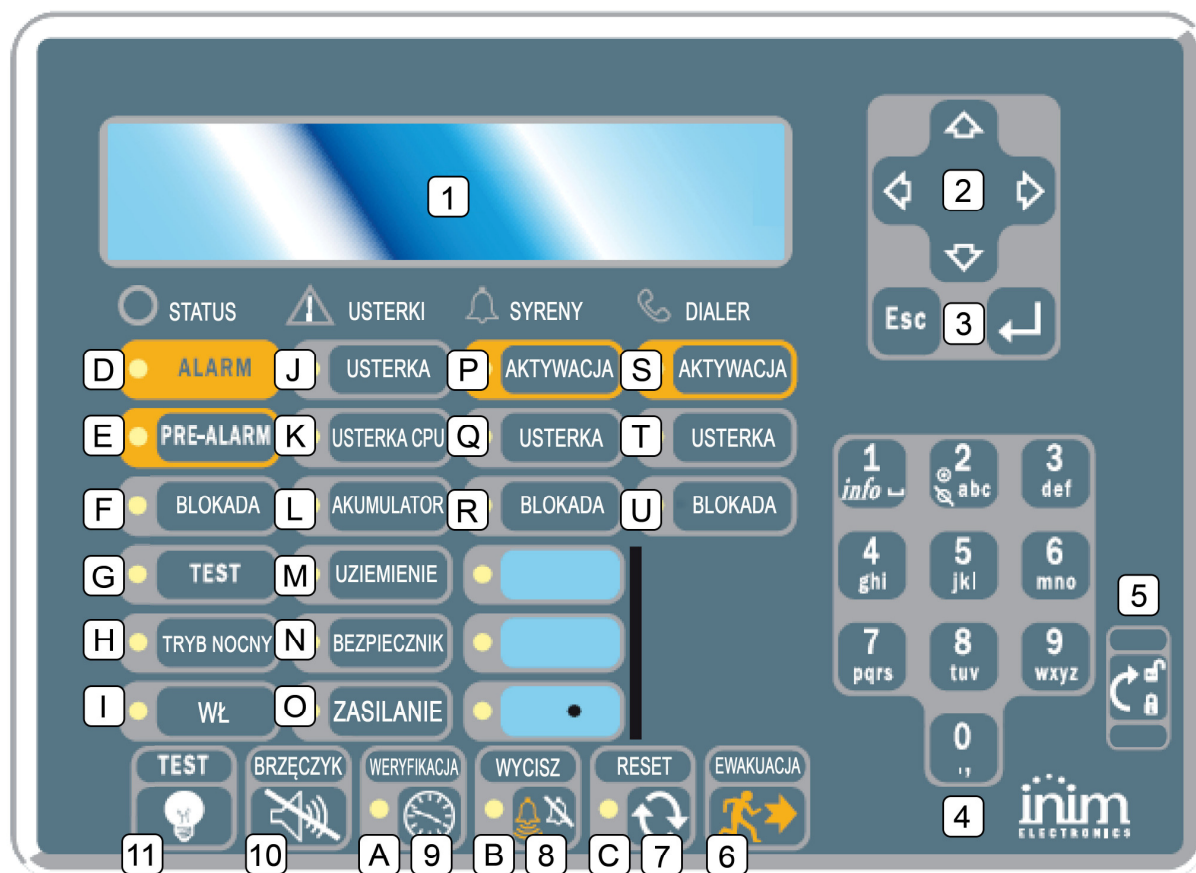 1
2
STATUS USTERKI SYRENY DIALER
Esc 3
D ALARM J USTERKA P AKTYWACJA S AKTYWACJA
E PRE-ALARM K USTERKA CPU Q USTERKA T USTERKA
F BLOKADA L AKUMULATOR R BLOKADA U BLOKADA
G TEST M UZIEMIENIE
H TRYB NOCNY N BEZPIECZNIK
I WŁ O ZASILANIE
1 2 3
info abc def
4 5 6
ghi jkl mno
5
7 8 9
pqrs tuv wxyz
0
,,
4
TEST BRZĘCZYK WERYFIKACJA WYCISZ RESET EWAKUACJA
11 10 A 9 B 8 C 7 6
inim
ELECTRONICS